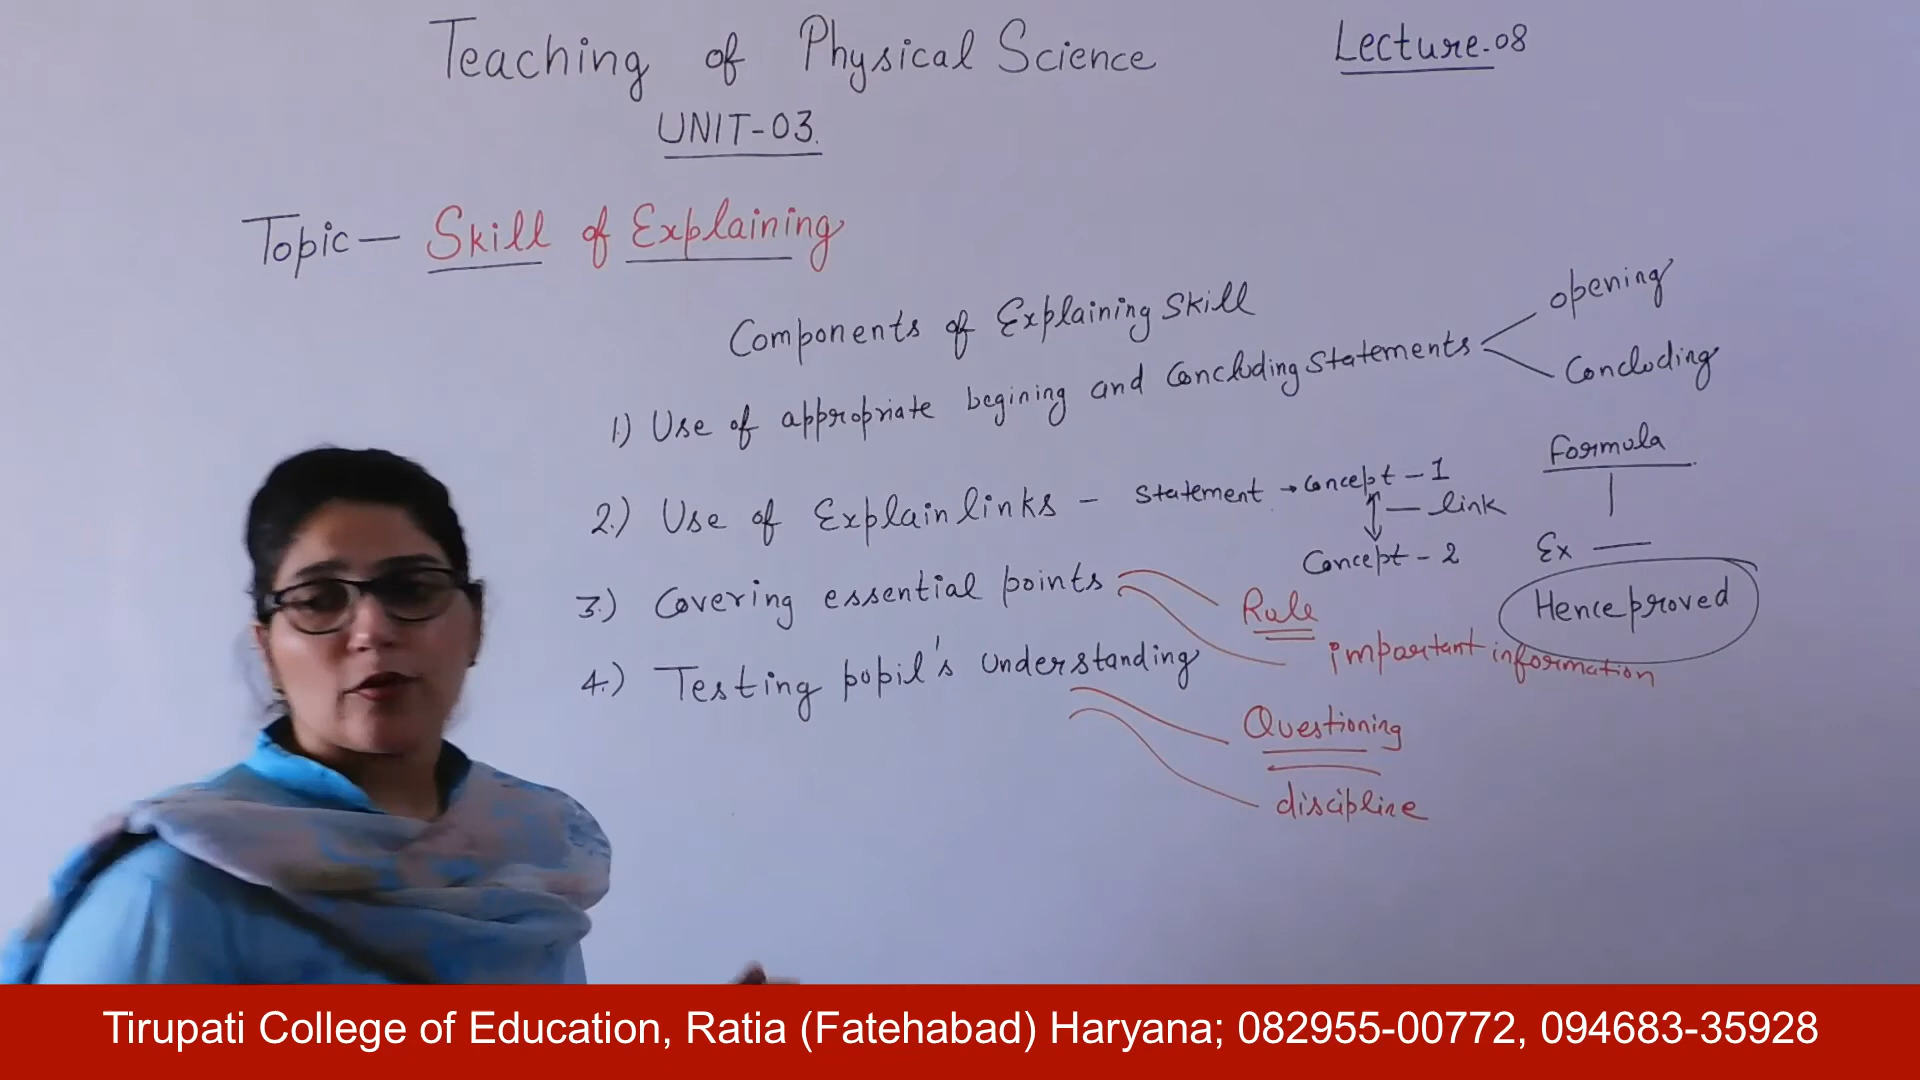 Teaching of Physical Science
Lecture-08
UNIT-03.
Topic— Skill of Explaining
Components of Explaining Skill
1.) Use of appropriate begining and Concluding Statements
opening
Concluding
2.) Use of Explain links - Statement → Concept - 1
link
Concept - 2
Formula
Ex —
Hence proved
3.) Covering essential points
Rule
important information
4.) Testing pupil's Understanding
Questioning
discipline
Tirupati College of Education, Ratia (Fatehabad) Haryana; 082955-00772, 094683-35928